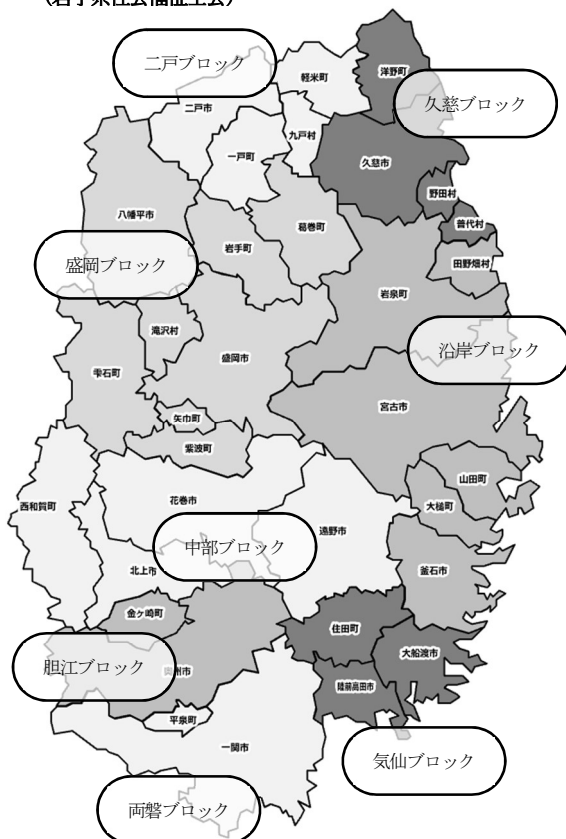 (岩手県社会福祉士会)
二戸ブロック
軽米町
洋野町
久慈ブロック
二戸市
九戸村
一戸町
久慈市
野田村
八幡平市
普代村
岩手町
葛巻町
田野畑村
盛岡ブロック
岩泉町
滝沢村
沿岸ブロック
盛岡市
雫石町
宮古市
矢巾町
紫波町
山田町
西和賀町
花巻市
大槌町
遠野市
中部ブロック
釜石市
北上市
金ケ崎町
住田町
大船渡市
胆江ブロック
奥州市
陸前高田市
平泉町
一関市
気仙ブロック
両磐ブロック